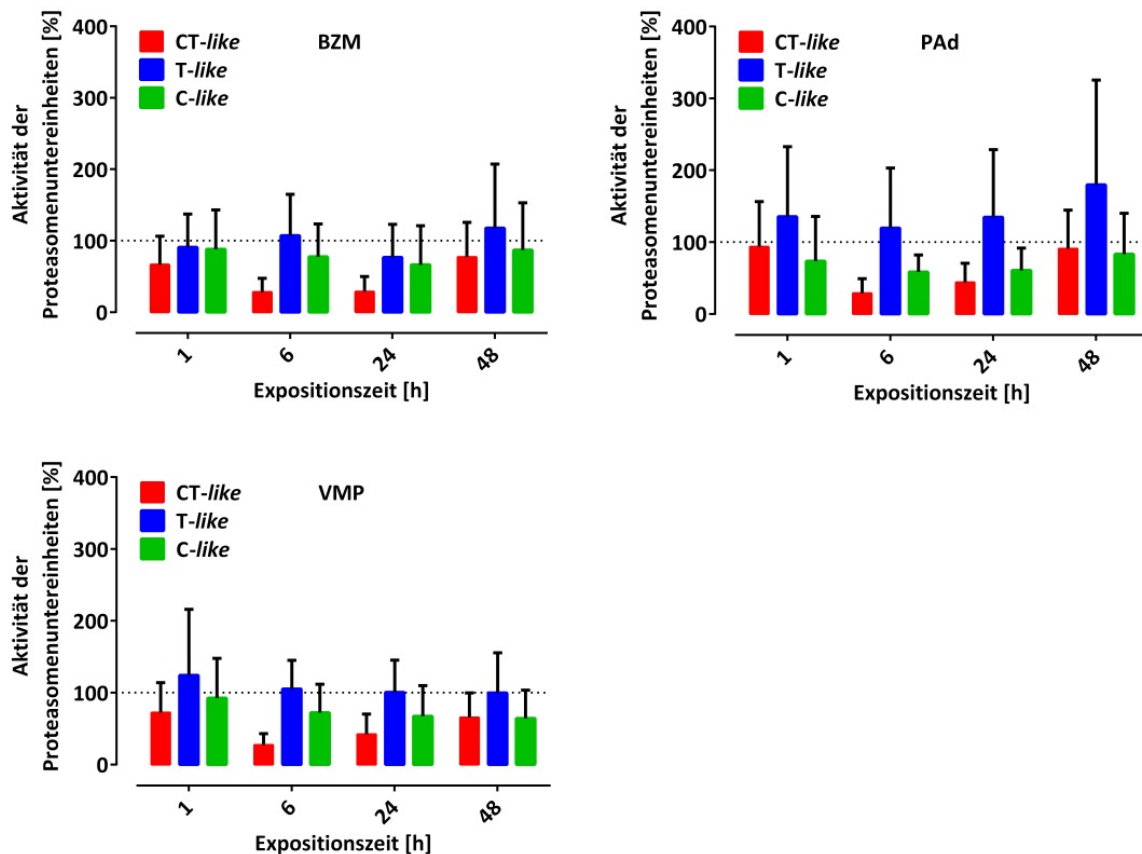 BZM
CT-like
T-like
C-like
Aktivität der
Proteasomenuntereinheiten [%]
400
300
200
100
0
1
6
24
48
Expositionszeit [h]
PAd
CT-like
T-like
C-like
Aktivität der
Proteasomenuntereinheiten [%]
400
300
200
100
0
1
6
24
48
Expositionszeit [h]
VMP
CT-like
T-like
C-like
Aktivität der
Proteasomenuntereinheiten [%]
400
300
200
100
0
1
6
24
48
Expositionszeit [h]